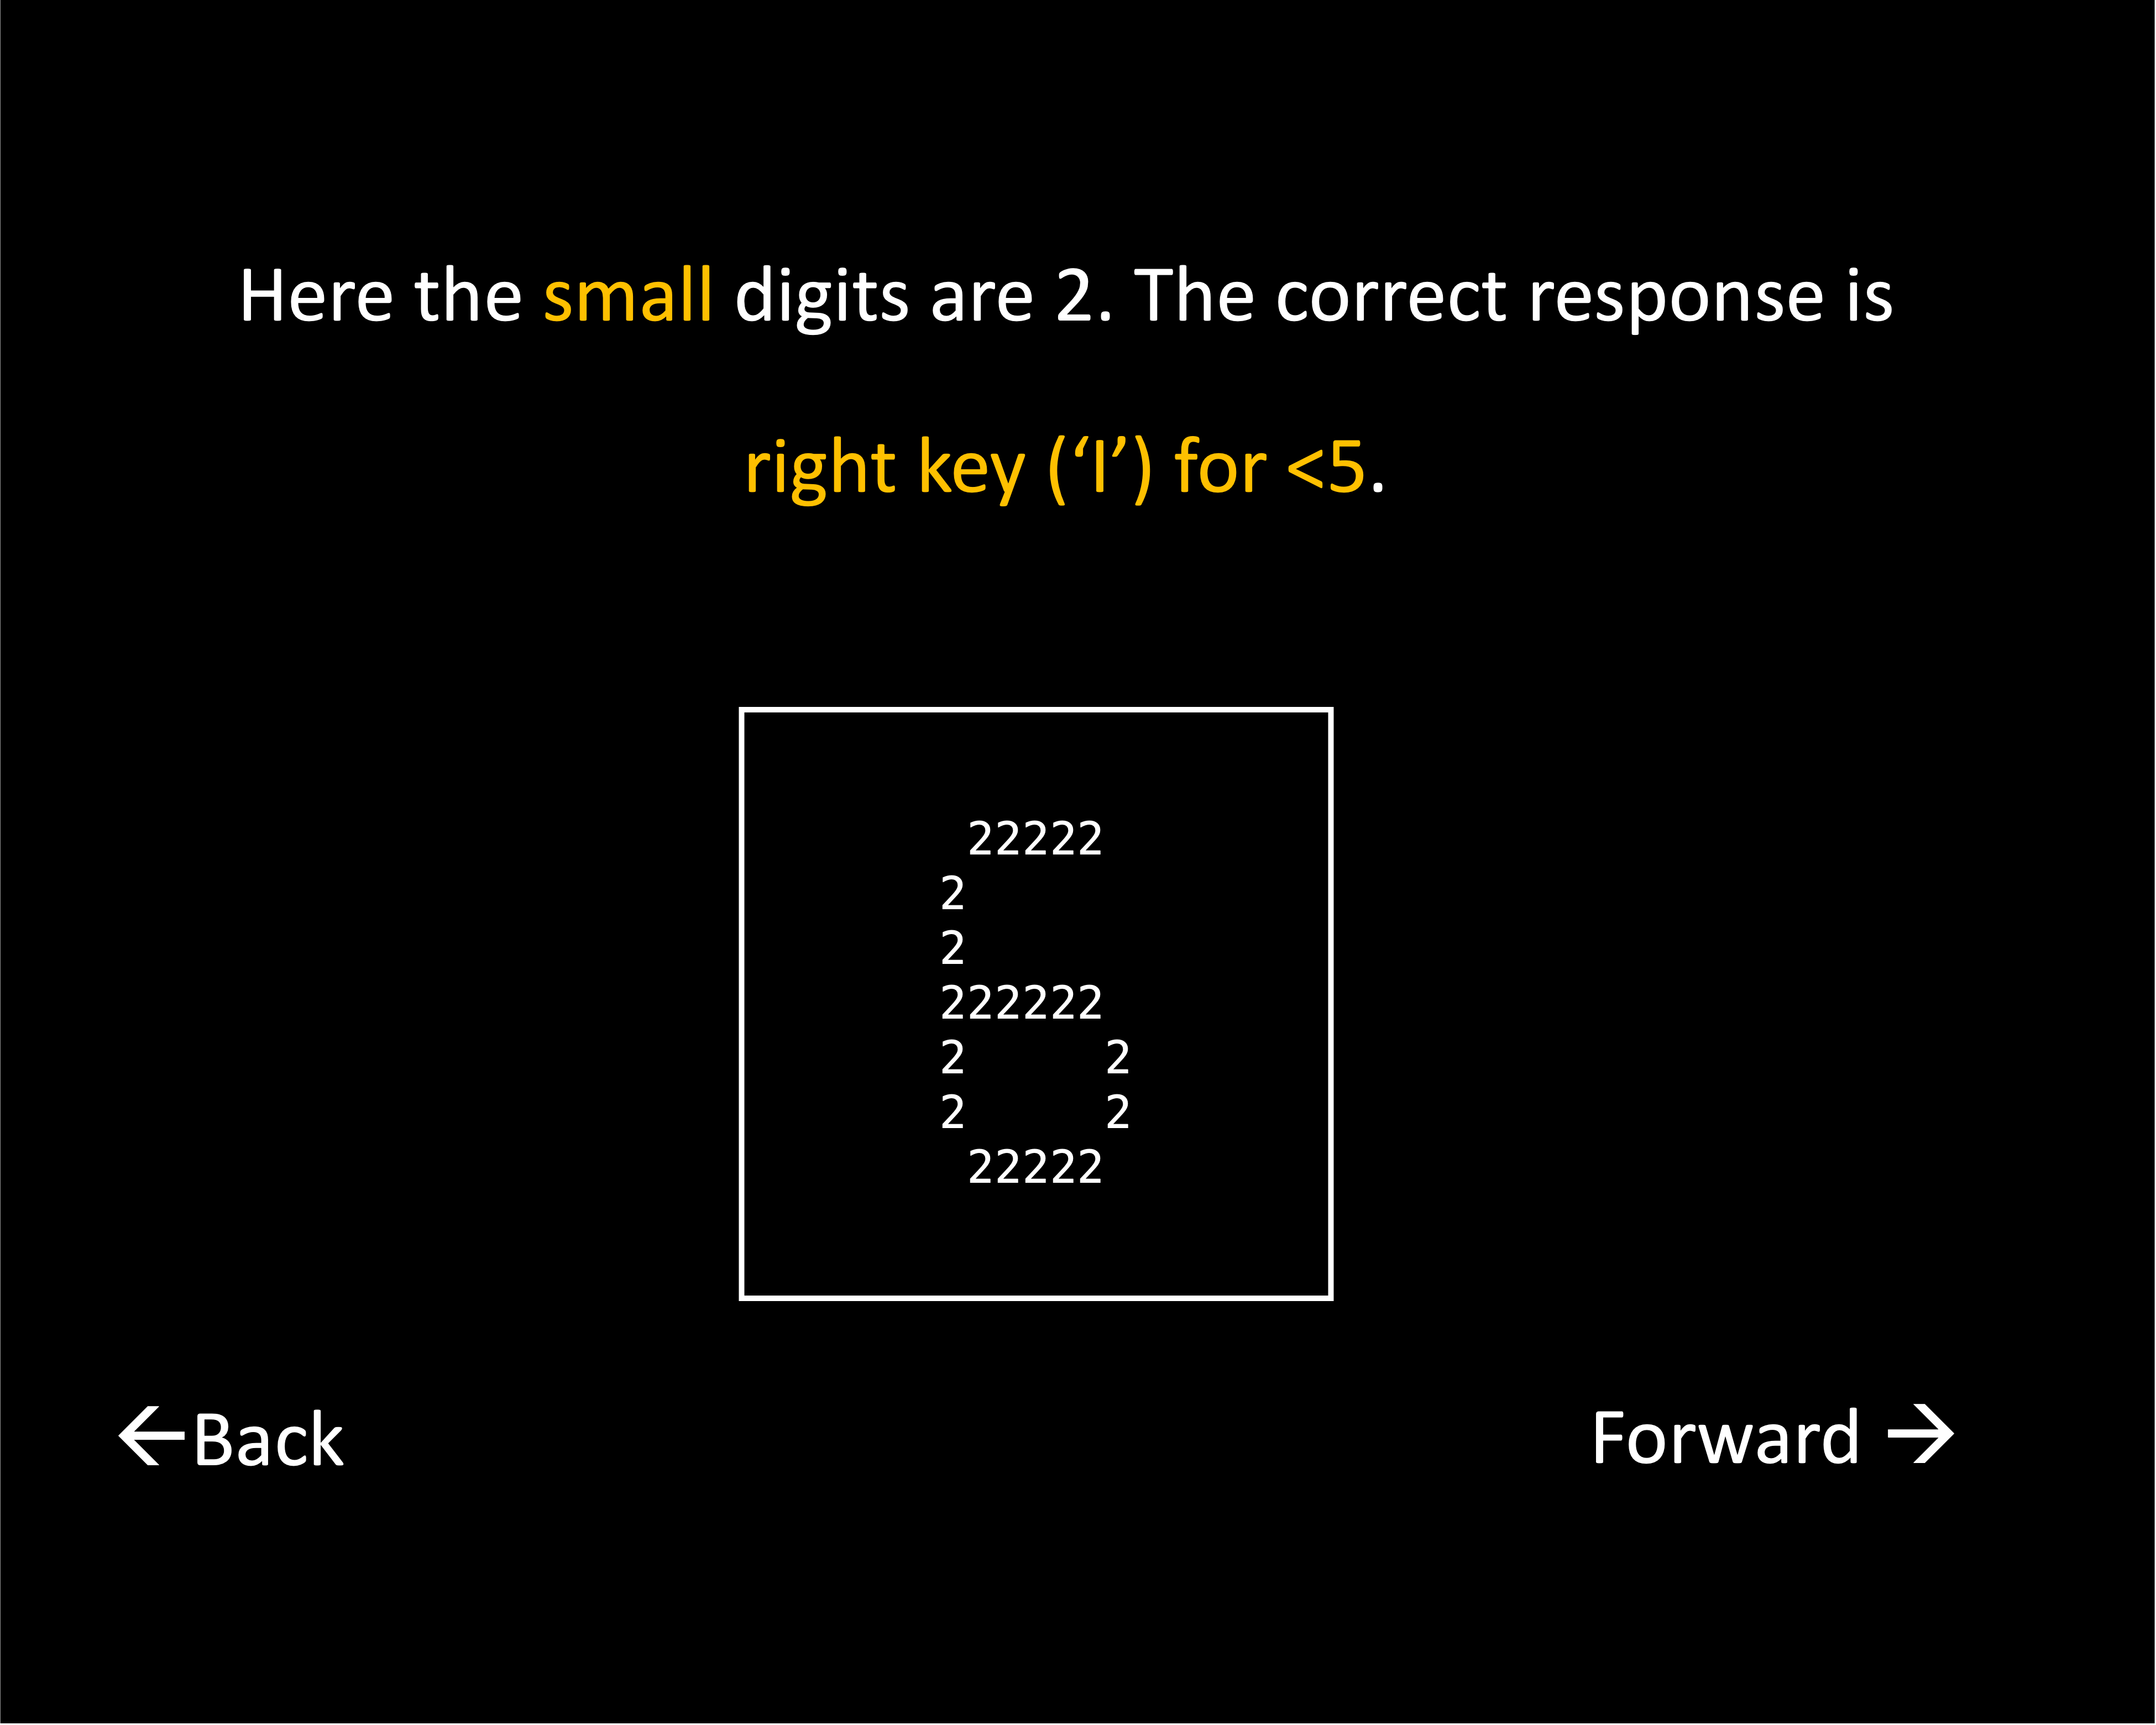 Here the small digits are 2. The correct response is
right key (‘l’) for <5.
22222
2
2
222222
2 2
2 2
22222
←Back
Forward →